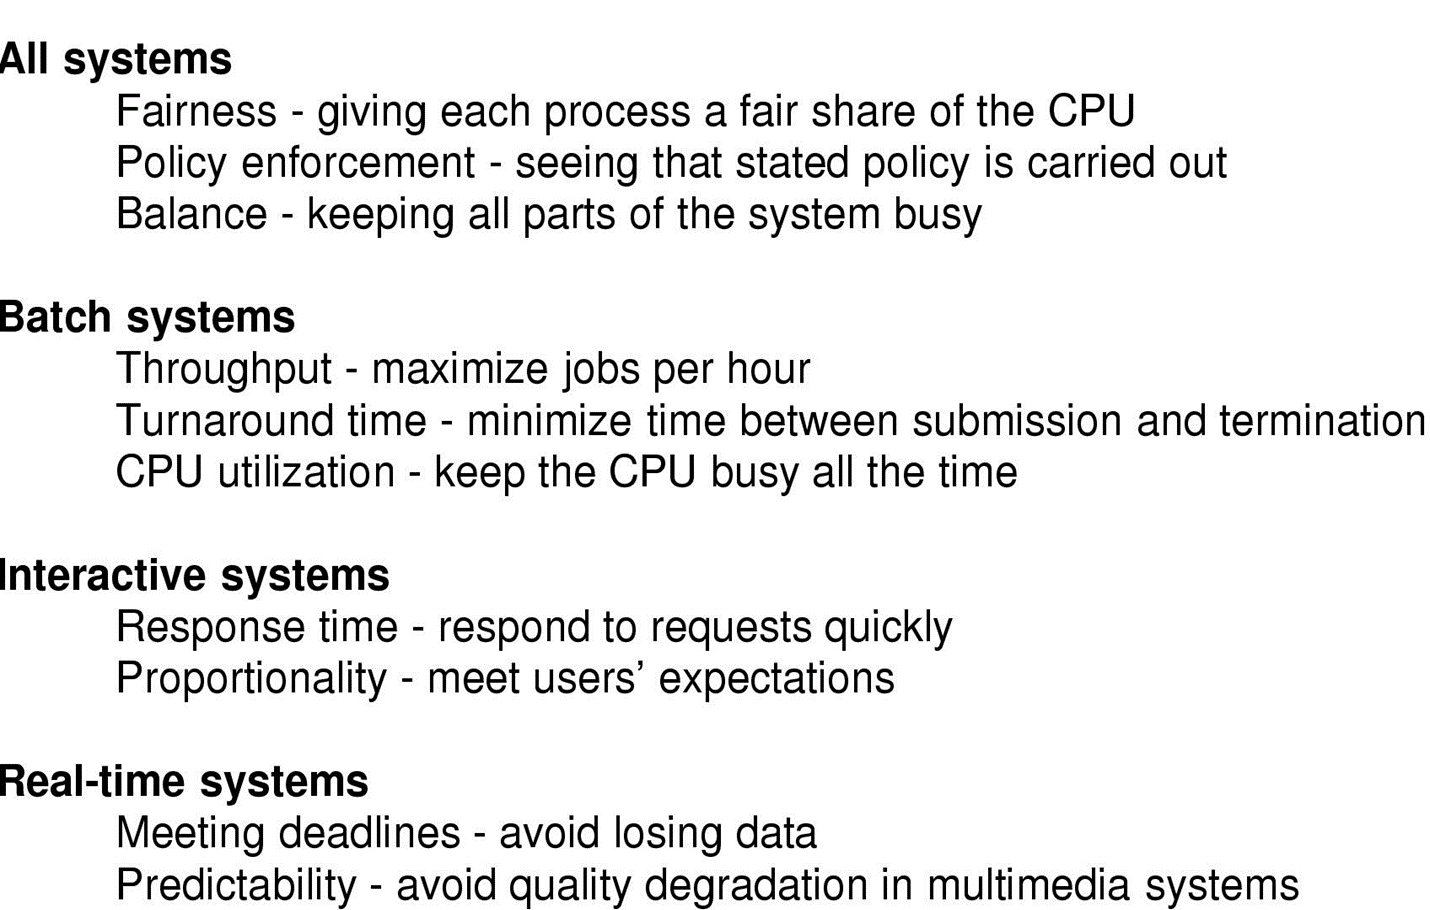 All systems
Fairness - giving each process a fair share of the CPU
Policy enforcement - seeing that stated policy is carried out
Balance - keeping all parts of the system busy
Batch systems
Throughput - maximize jobs per hour
Turnaround time - minimize time between submission and termination
CPU utilization - keep the CPU busy all the time
Interactive systems
Response time - respond to requests quickly
Proportionality - meet users’ expectations
Real-time systems
Meeting deadlines - avoid losing data
Predictability - avoid quality degradation in multimedia systems